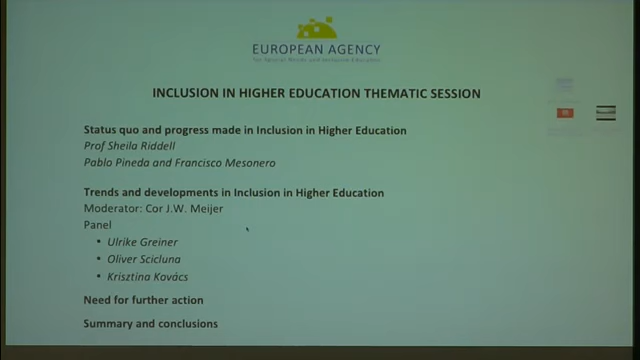 EUROPEAN AGENCY
for Special Needs and Inclusive Education
INCLUSION IN HIGHER EDUCATION THEMATIC SESSION
Status quo and progress made in Inclusion in Higher Education
Prof Sheila Riddell
Pablo Pineda and Francisco Mesonero
Trends and developments in Inclusion in Higher Education
Moderator: Cor J.W. Meijer
Panel
• Ulrike Greiner
• Oliver Scicluna
• Krisztina Kovács
Need for further action
Summary and conclusions